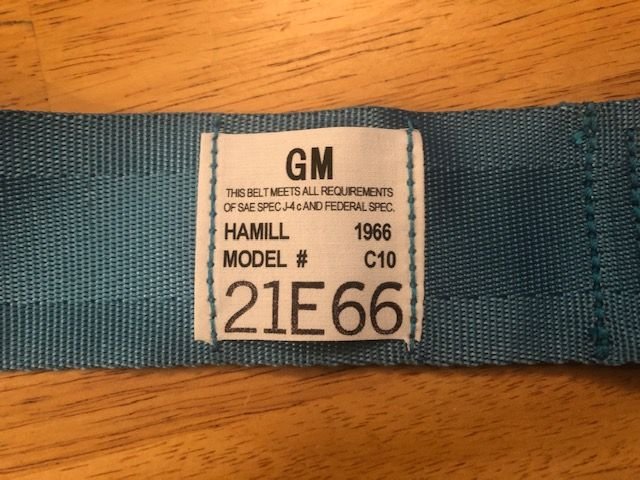 GM
THIS BELT MEETS ALL REQUIREMENTS
OF SAE SPEC J-4 c AND FEDERAL SPEC.
HAMILL 1966
MODEL # C10
21E66